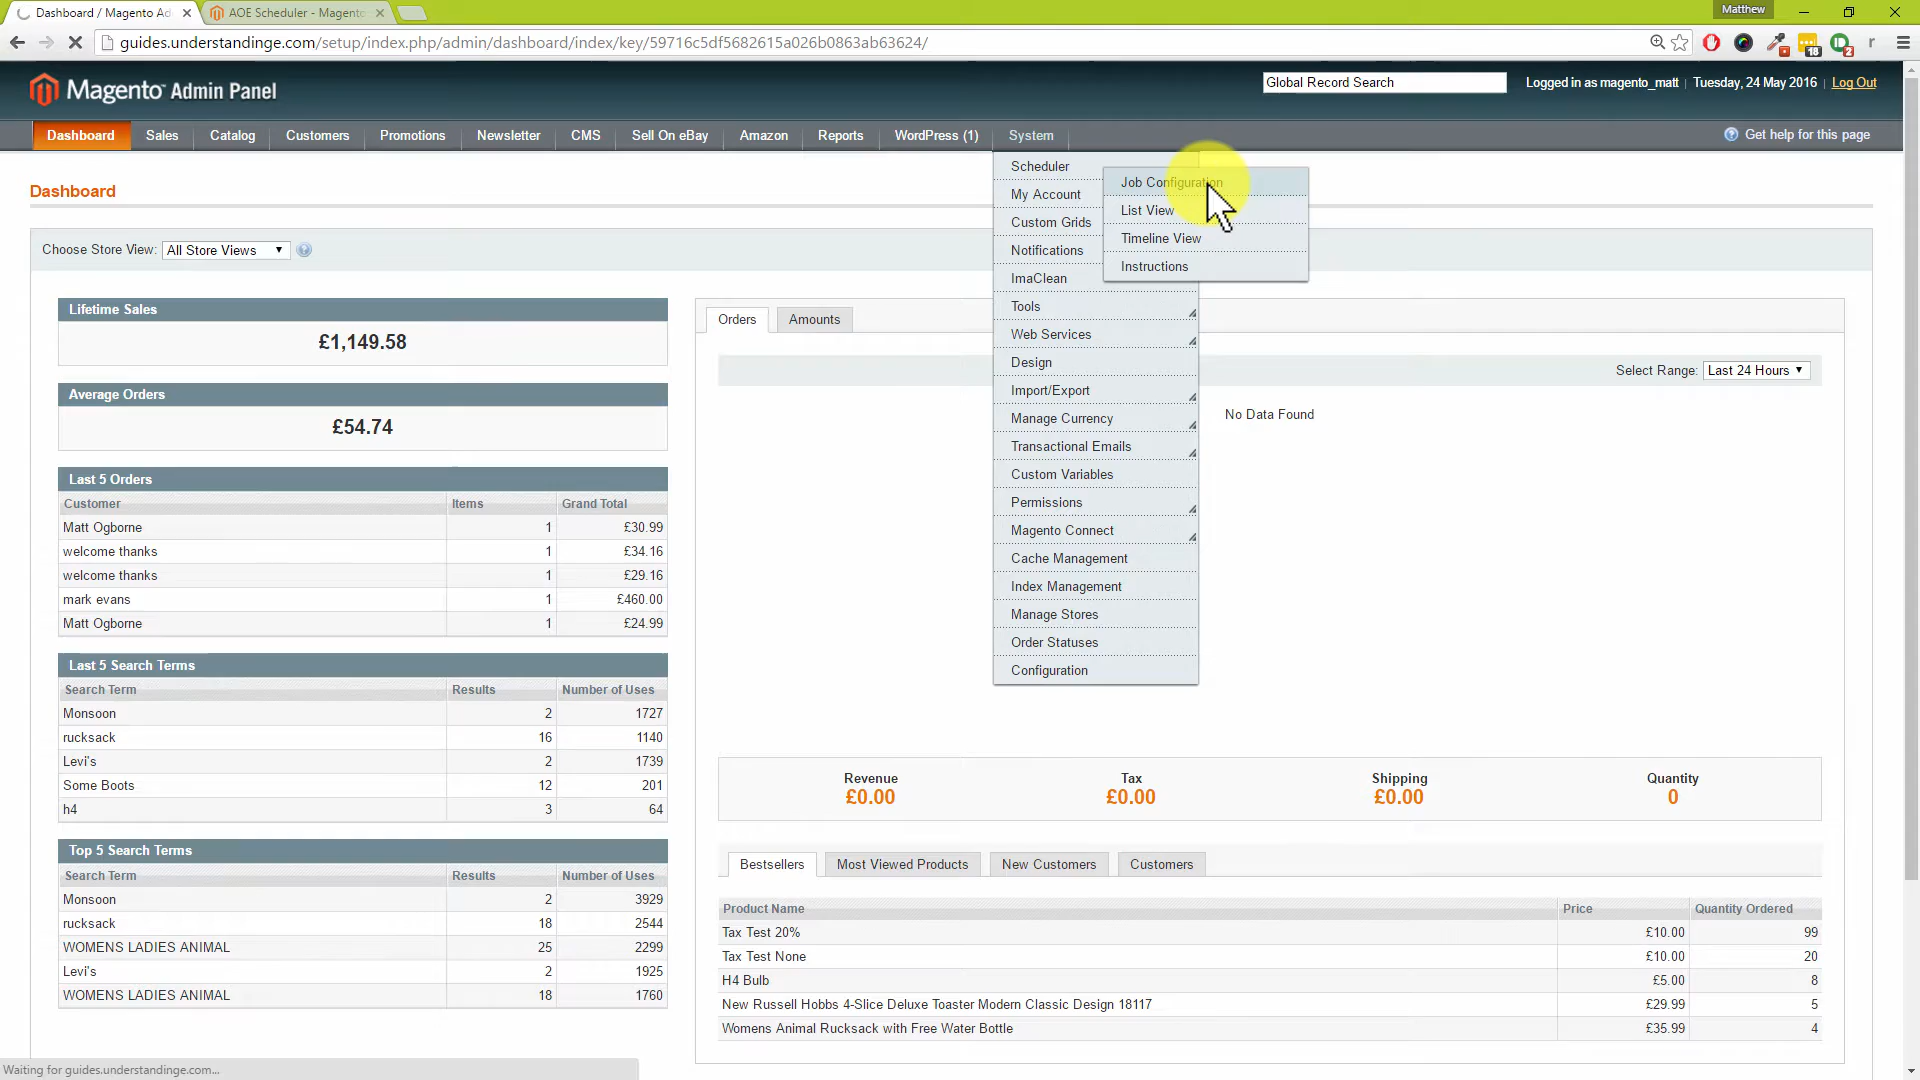 Dashboard / Magento Ad
AOE Scheduler - Magento
Matthew
guides.understandinge.com/setup/index.php/admin/dashboard/index/key/59716c5df5682615a026b0863ab63624/
18
2
r
Magento Admin Panel
Global Record Search
Logged in as magento_matt | Tuesday, 24 May 2016 | Log Out
Dashboard Sales Catalog Customers Promotions Newsletter CMS Sell On eBay Amazon Reports WordPress (1) System
Get help for this page
Scheduler
My Account
Custom Grids
Notifications
ImaClean
Tools
Web Services
Design
Import/Export
Manage Currency
Transactional Emails
Custom Variables
Permissions
Magento Connect
Cache Management
Index Management
Manage Stores
Order Statuses
Configuration
Job Configuration
List View
Timeline View
Instructions
Dashboard
Choose Store View: All Store Views
Lifetime Sales
£1,149.58
Average Orders
£54.74
Last 5 Orders
Customer Items Grand Total
Matt Ogborne 1 £30.99
welcome thanks 1 £34.16
welcome thanks 1 £29.16
mark evans 1 £460.00
Matt Ogborne 1 £24.99
Last 5 Search Terms
Search Term Results Number of Uses
Monsoon 2 1727
rucksack 16 1140
Levi's 2 1739
Some Boots 12 201
h4 3 64
Top 5 Search Terms
Search Term Results Number of Uses
Monsoon 2 3929
rucksack 18 2544
WOMENS LADIES ANIMAL 25 2299
Levi's 2 1925
WOMENS LADIES ANIMAL 18 1760
Orders Amounts
Select Range: Last 24 Hours
No Data Found
Revenue Tax Shipping Quantity
£0.00 £0.00 £0.00 0
Bestsellers Most Viewed Products New Customers Customers
Product Name Price Quantity Ordered
Tax Test 20% £10.00 99
Tax Test None £10.00 20
H4 Bulb £5.00 8
New Russell Hobbs 4-Slice Deluxe Toaster Modern Classic Design 18117 £29.99 5
Womens Animal Rucksack with Free Water Bottle £35.99 4
Waiting for guides.understandinge.com...